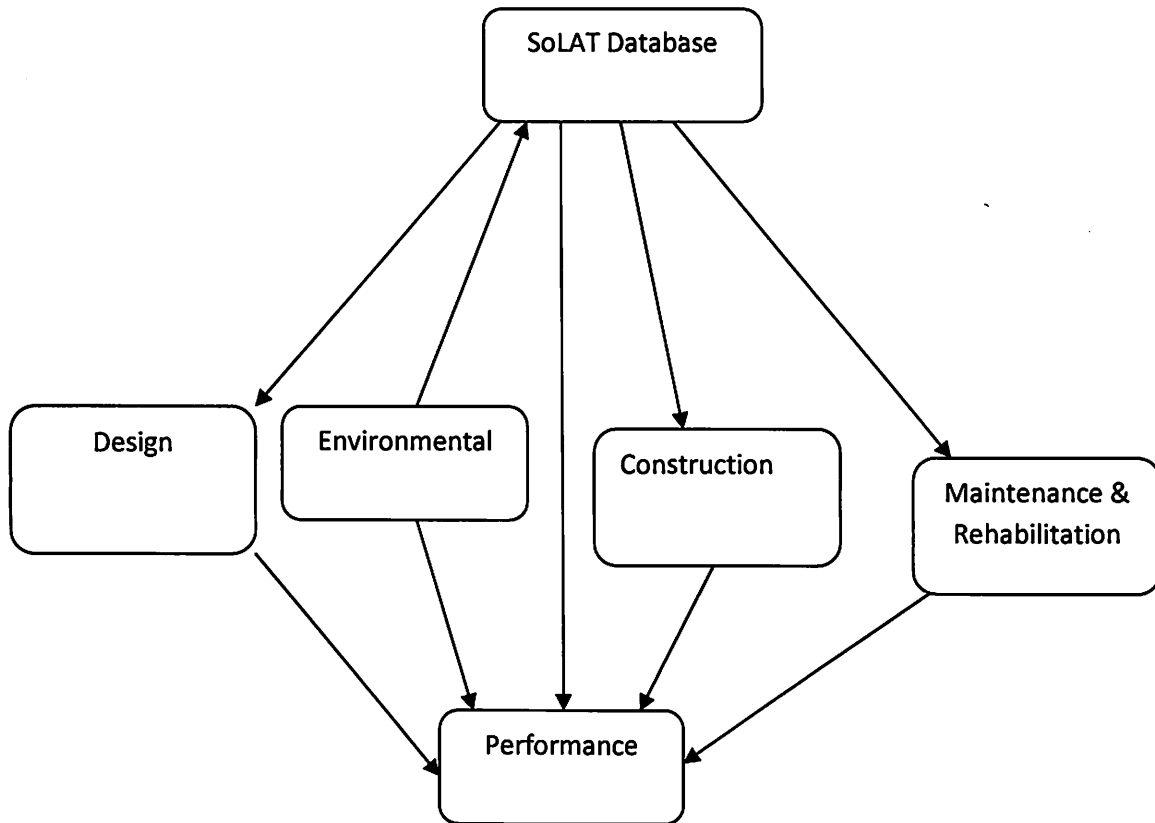 SoLAT Database
Design
Environmental
Construction
Maintenance &
Rehabilitation
Performance